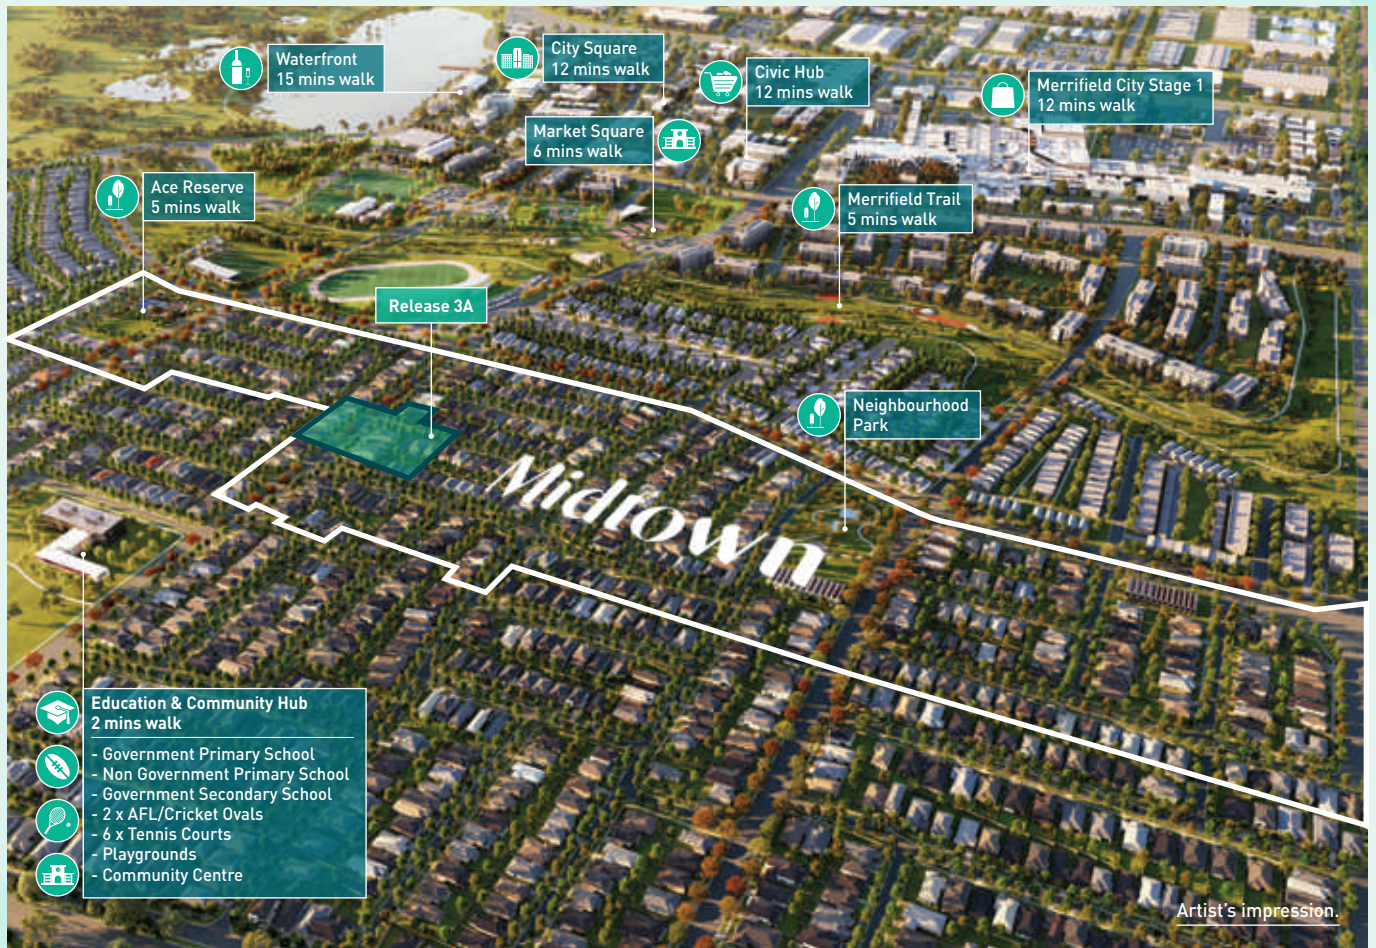 Waterfront
15 mins walk
City Square
12 mins walk
Civic Hub
12 mins walk
Merrifield City Stage 1
12 mins walk
Market Square
6 mins walk
Ace Reserve
5 mins walk
Merrifield Trail
5 mins walk
Release 3A
Neighbourhood
Park
Midtown
Education & Community Hub
2 mins walk
- Government Primary School
- Non Government Primary School
- Government Secondary School
- 2 x AFL/Cricket Ovals
- 6 x Tennis Courts
- Playgrounds
- Community Centre
Artist's impression.